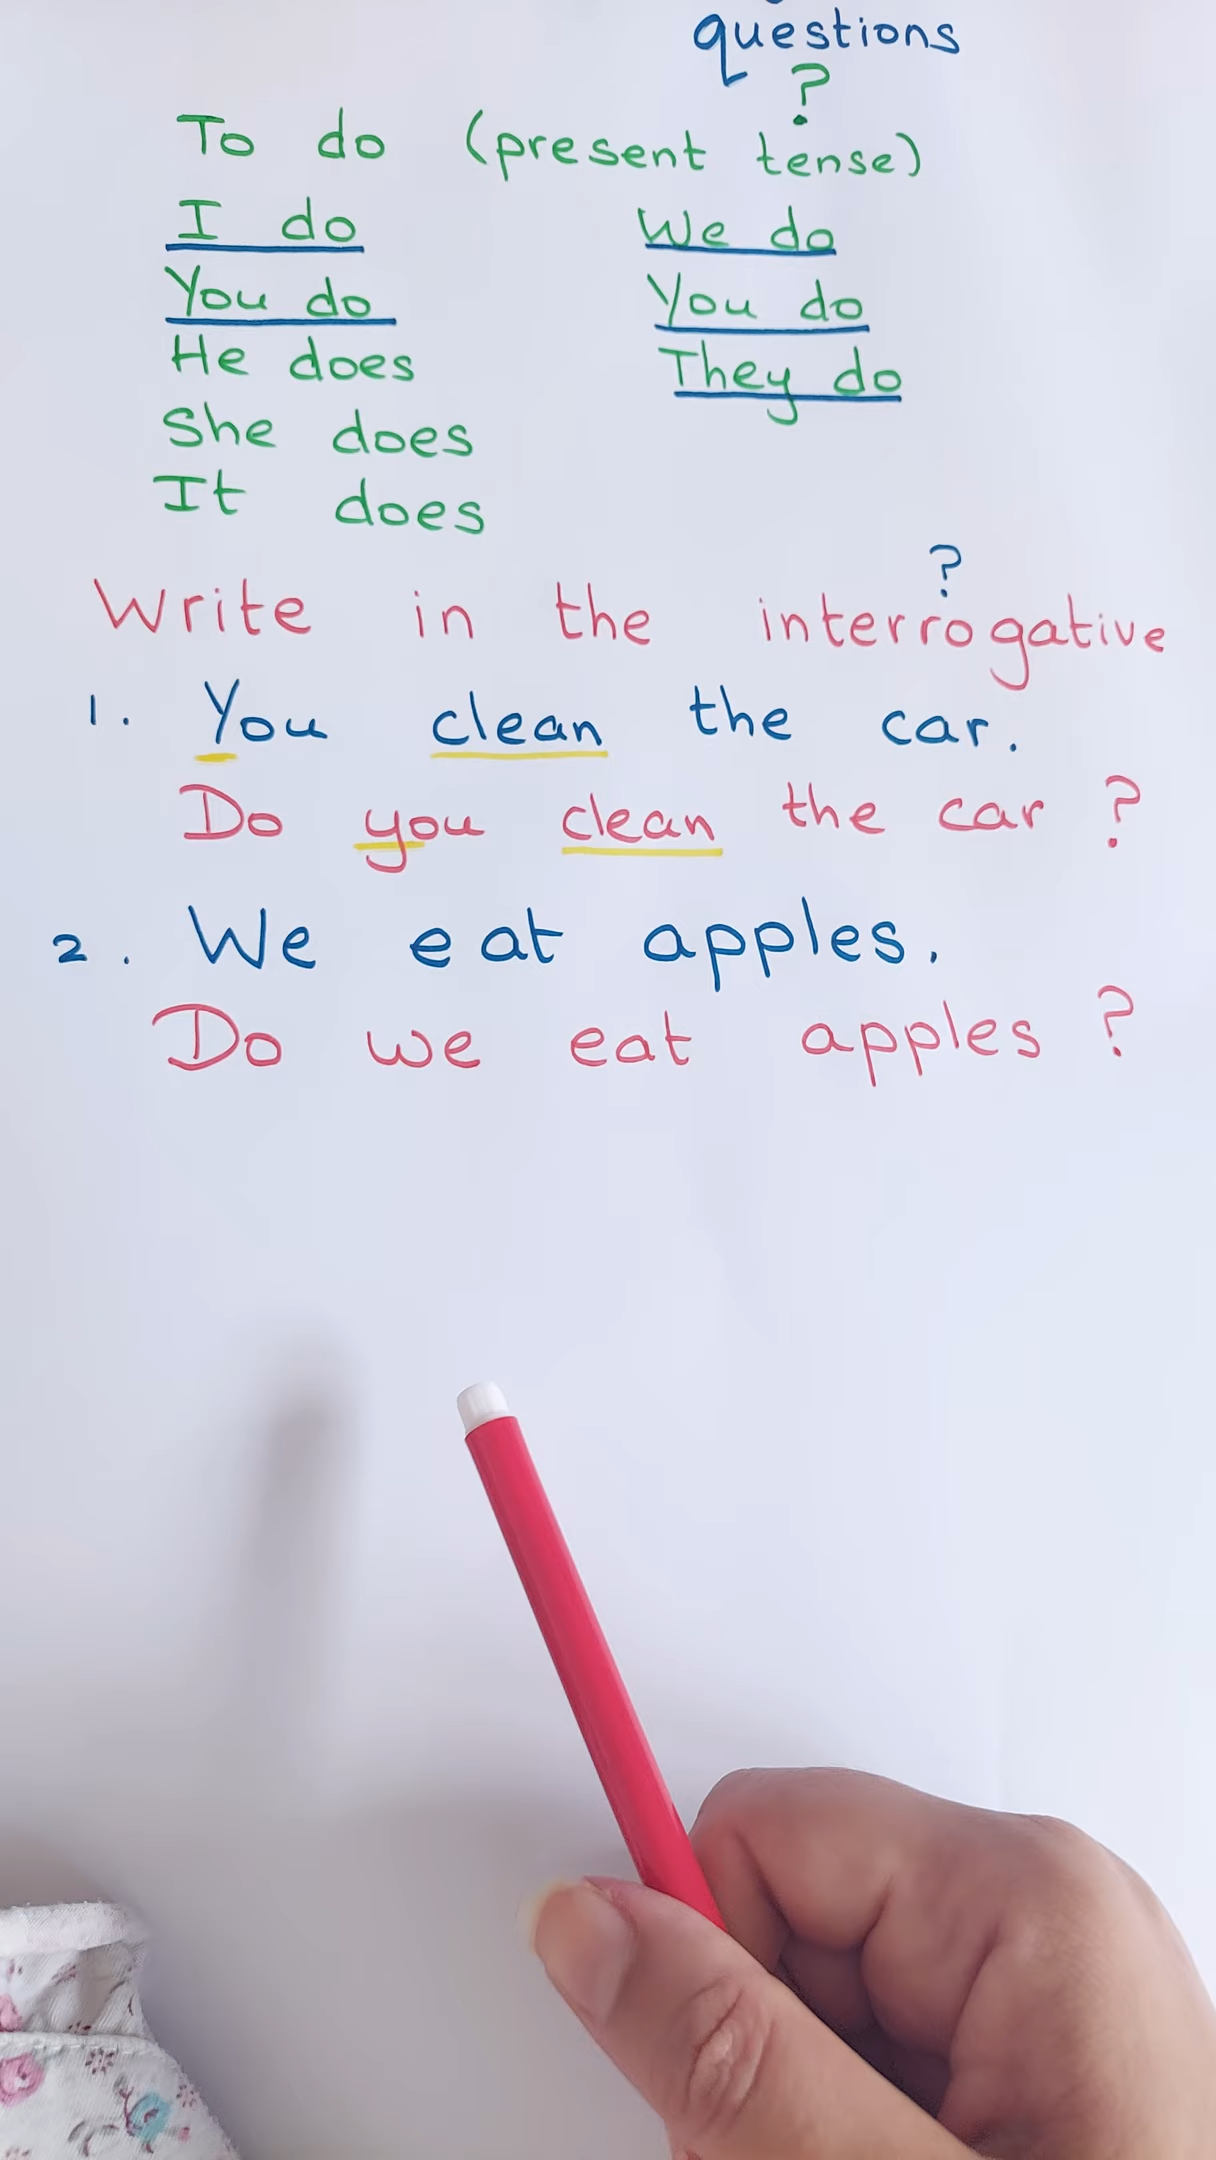 questions
?
To do (present tense)
I do We do
You do You do
He does They do
She does
It does
?
Write in the interrogative
1. You clean the car.
Do you clean the car ?
2. We eat apples.
Do we eat apples ?